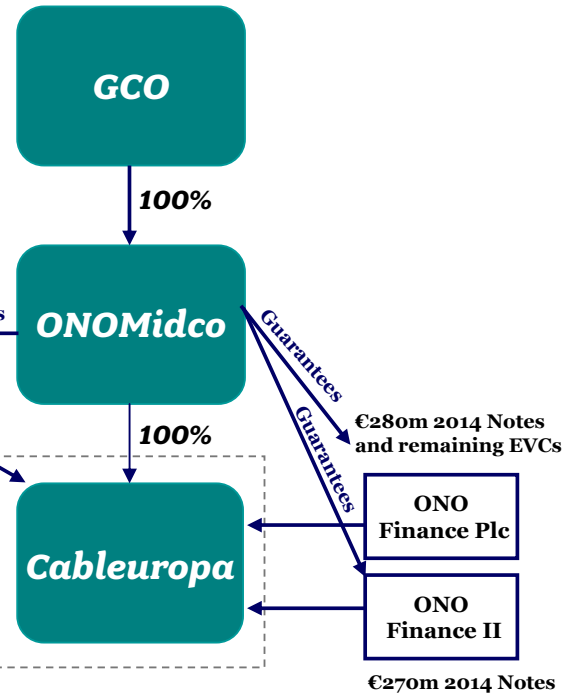 GCO
100%
ONOMidco
Guarantees
Guarantees
€280m 2014 Notes
and remaining EVCs
100%
ONO
Finance Plc
Cableuropa
ONO
Finance II
€270m 2014 Notes